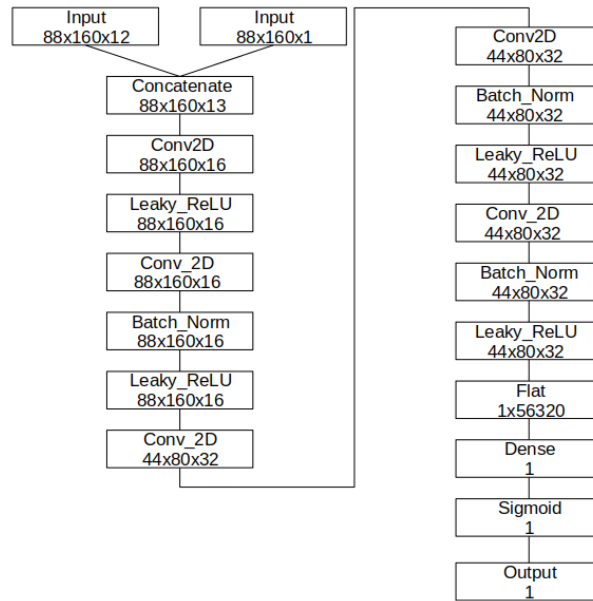 Input
88x160x12
Input
88x160x1
Concatenate
88x160x13
Conv2D
88x160x16
Leaky_ReLU
88x160x16
Conv_2D
88x160x16
Batch_Norm
88x160x16
Leaky_ReLU
88x160x16
Conv_2D
44x80x32
Conv2D
44x80x32
Batch_Norm
44x80x32
Leaky_ReLU
44x80x32
Conv_2D
44x80x32
Batch_Norm
44x80x32
Leaky_ReLU
44x80x32
Flat
1x56320
Dense
1
Sigmoid
1
Output
1